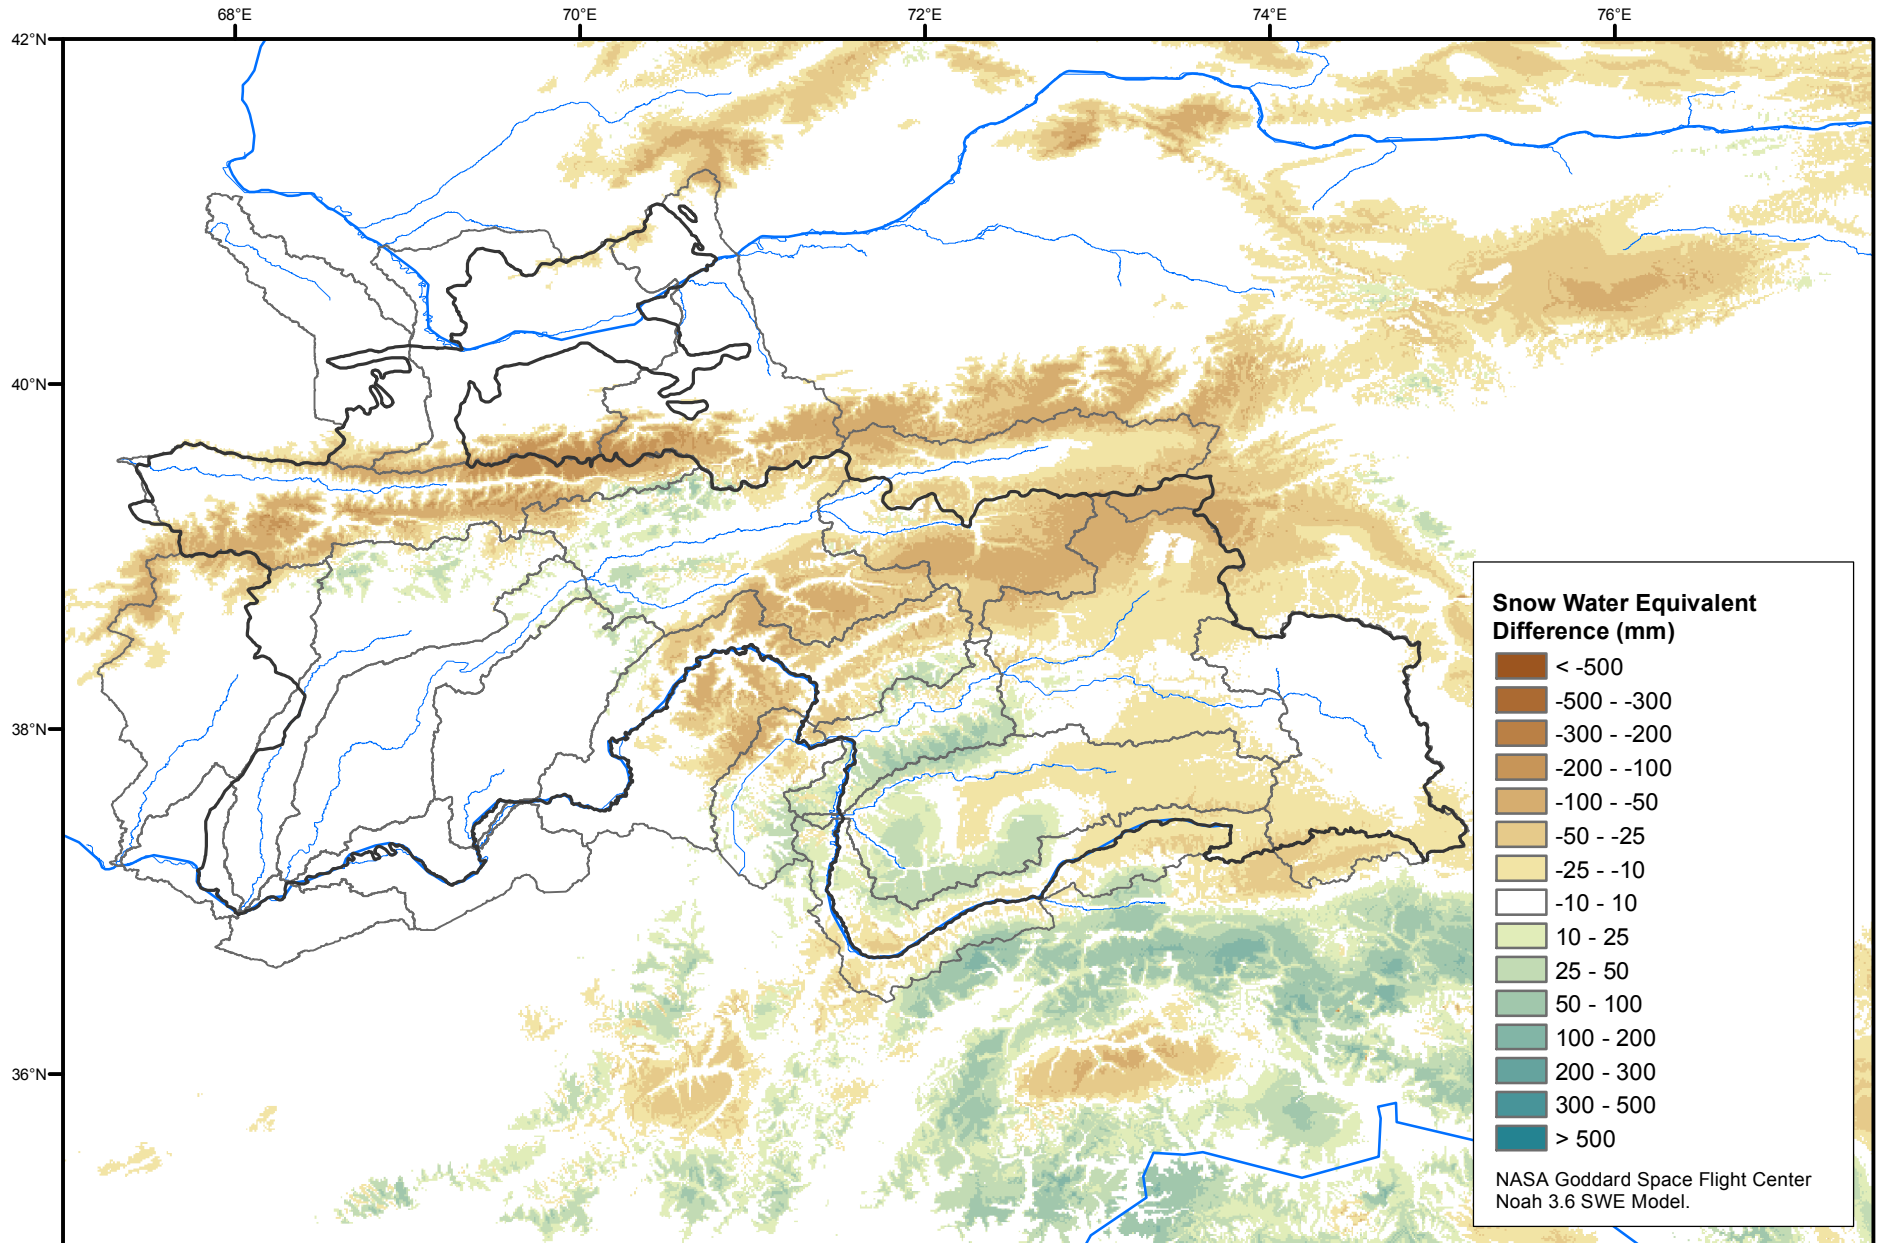 68°E
70°E
72°E
74°E
76°E
42°N
40°N
38°N
36°N
Snow Water Equivalent
Difference (mm)
< -500
-500 - -300
-300 - -200
-200 - -100
-100 - -50
-50 - -25
-25 - -10
-10 - 10
10 - 25
25 - 50
50 - 100
100 - 200
200 - 300
300 - 500
> 500
NASA Goddard Space Flight Center
Noah 3.6 SWE Model.